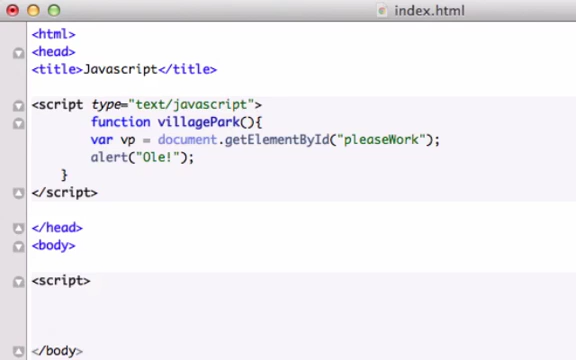 index.html
<html>
<head>
<title>Javascript</title>
<script type="text/javascript">
function villagePark(){
var vp = document.getElementById("pleaseWork");
alert("Ole!");
}
</script>
</head>
<body>
<script>
</body>